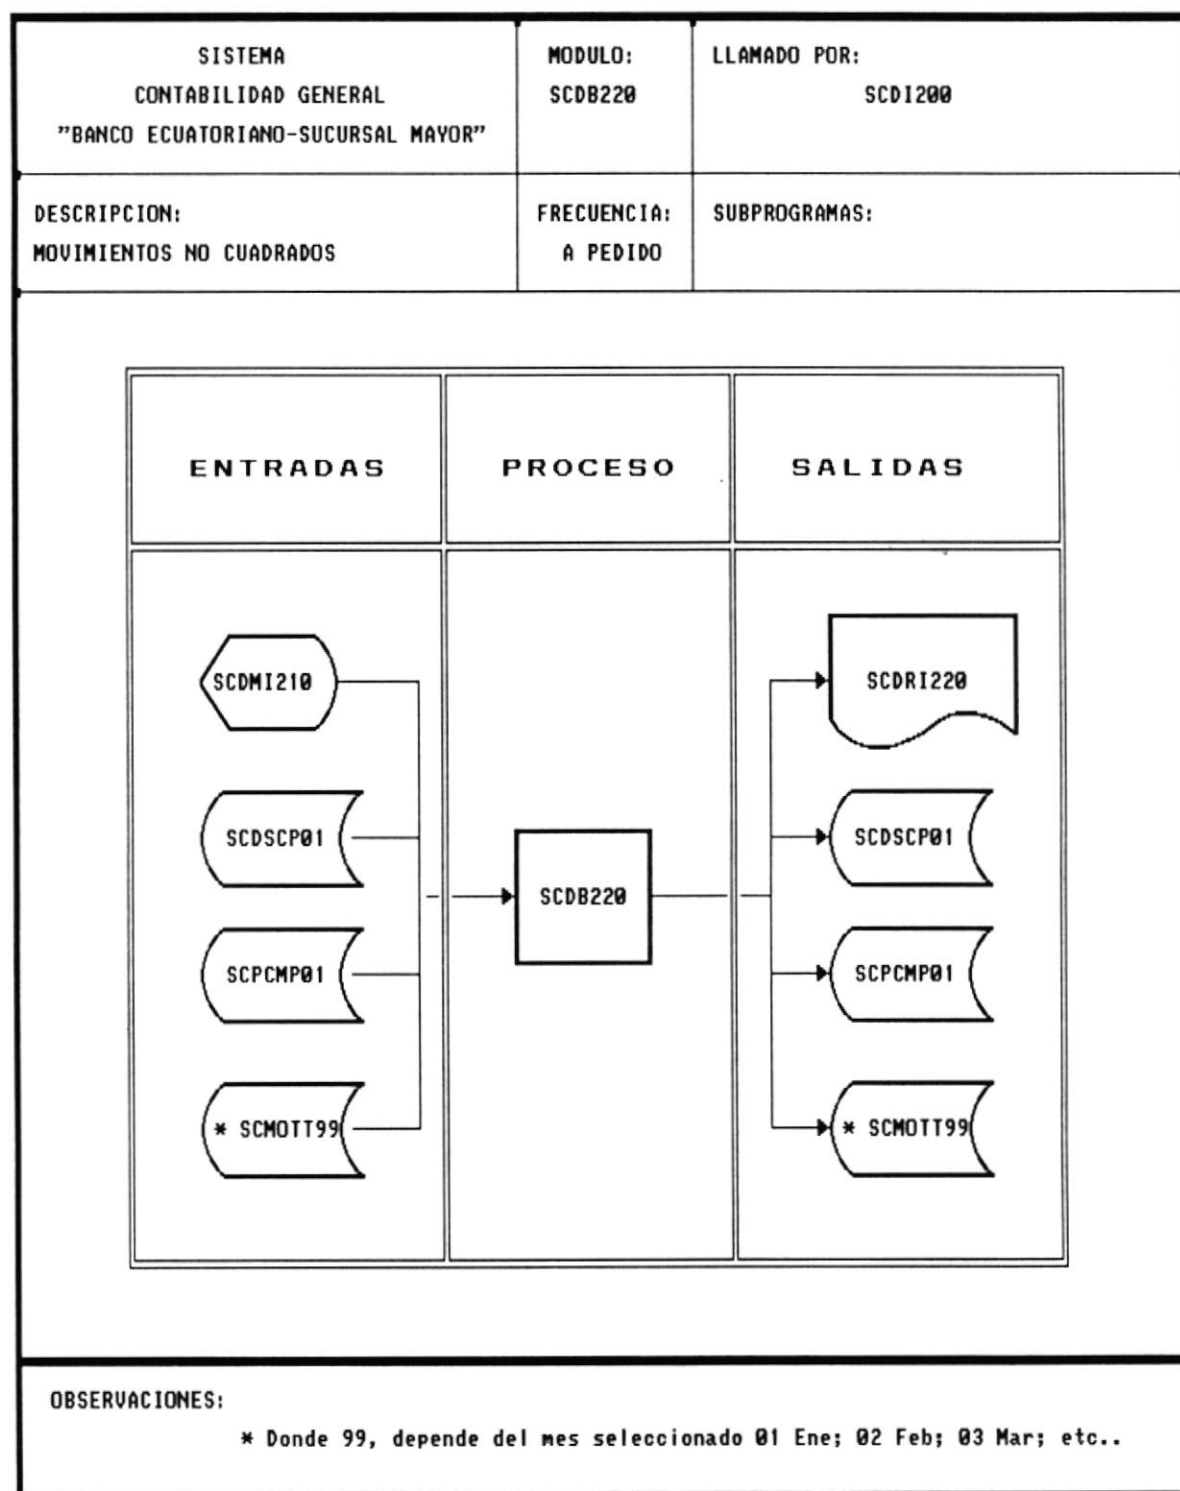 SISTEMA
CONTABILIDAD GENERAL
"BANCO ECUATORIANO-SUCURSAL MAYOR"
MODULO:
SCDB220
LLAMADO POR:
SCDI200
DESCRIPCION:
MOVIMIENTOS NO CUADRADOS
FRECUENCIA:
A PEDIDO
SUBPROGRAMAS:
ENTRADAS
PROCESO
SALIDAS
SCDMI210
SCDSCP01
SCPCMP01
* SCMOTT99
SCDB220
SCDRI220
SCDSCP01
SCPCMP01
* SCMOTT99
OBSERVACIONES:
* Donde 99, depende del mes seleccionado 01 Ene; 02 Feb; 03 Mar; etc..